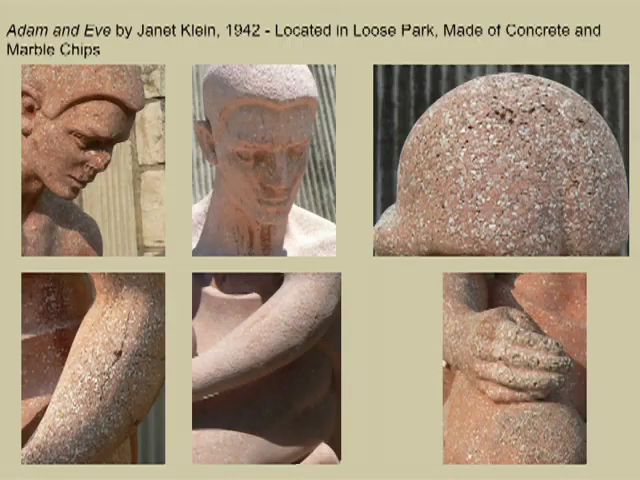 Adam and Eve by Janet Klein, 1942 - Located in Loose Park, Made of Concrete and
Marble Chips